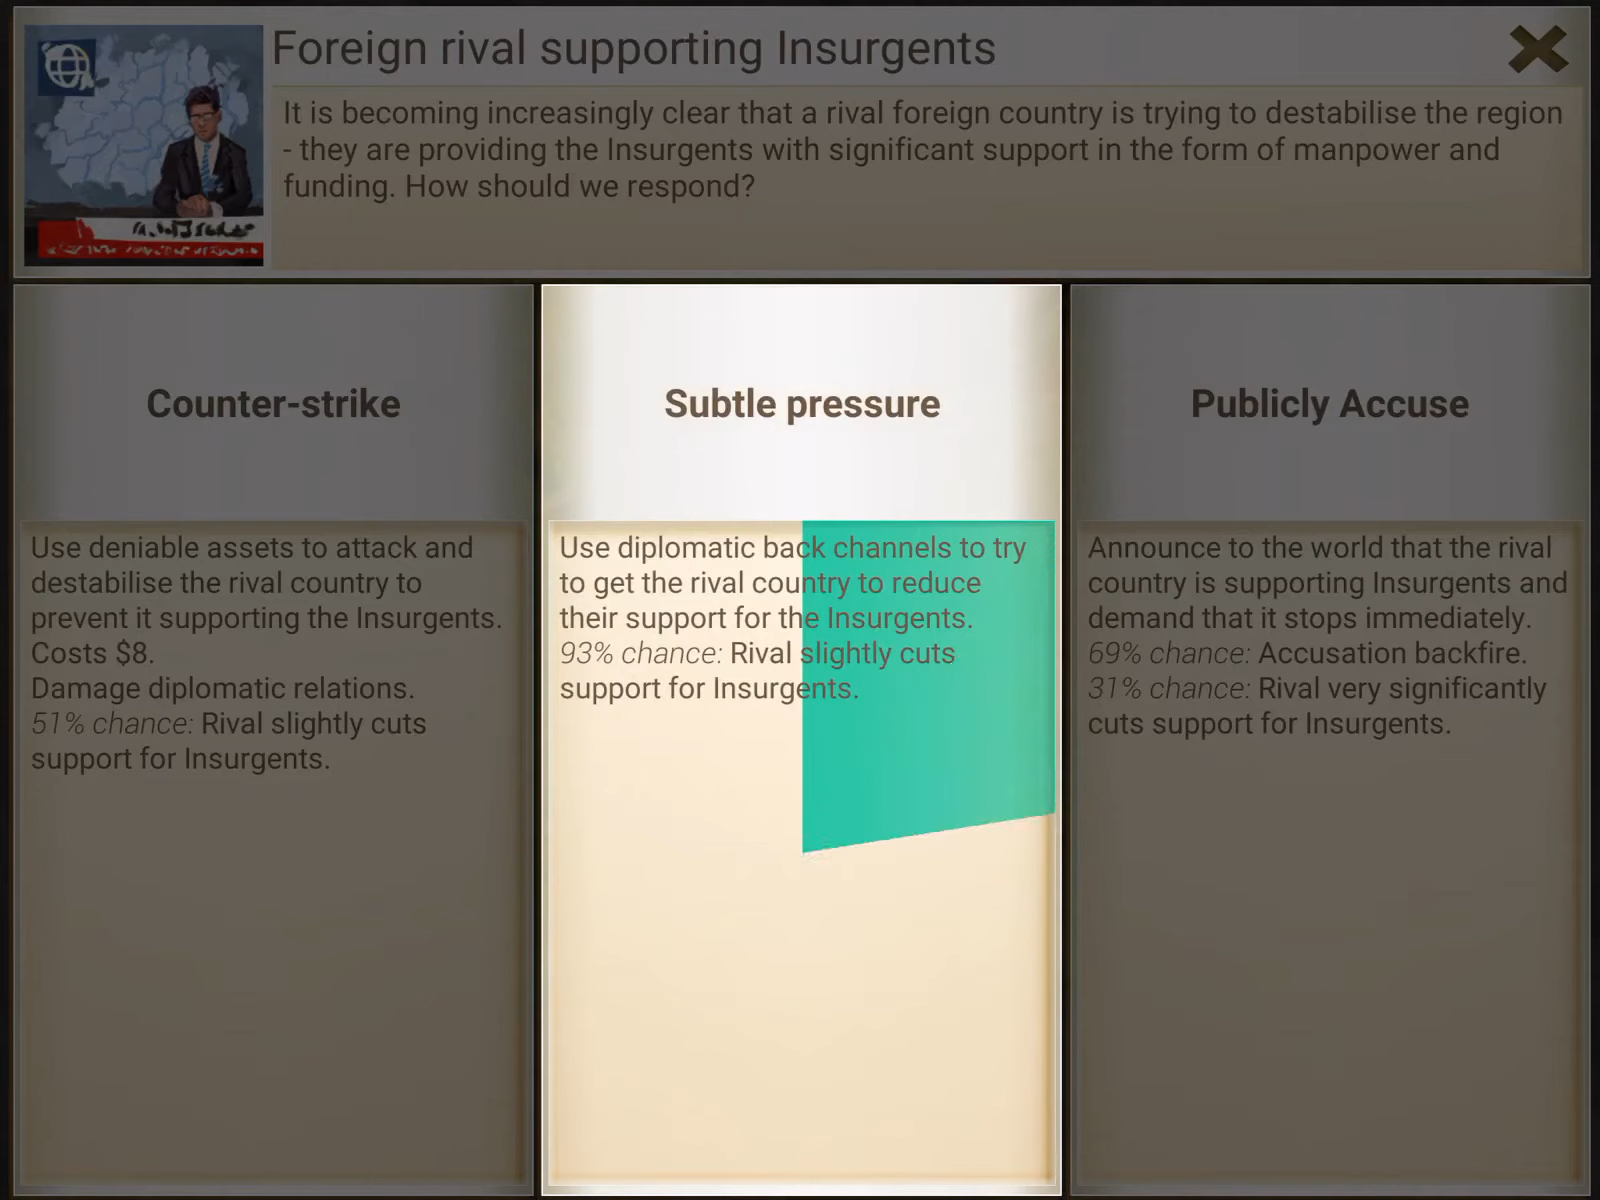 Foreign rival supporting Insurgents
It is becoming increasingly clear that a rival foreign country is trying to destabilise the region
- they are providing the Insurgents with significant support in the form of manpower and
funding. How should we respond?
Counter-strike
Use deniable assets to attack and
destabilise the rival country to
prevent it supporting the Insurgents.
Costs $8.
Damage diplomatic relations.
51% chance: Rival slightly cuts
support for Insurgents.
Subtle pressure
Use diplomatic back channels to try
to get the rival country to reduce
their support for the Insurgents.
93% chance: Rival slightly cuts
support for Insurgents.
Publicly Accuse
Announce to the world that the rival
country is supporting Insurgents and
demand that it stops immediately.
69% chance: Accusation backfire.
31% chance: Rival very significantly
cuts support for Insurgents.